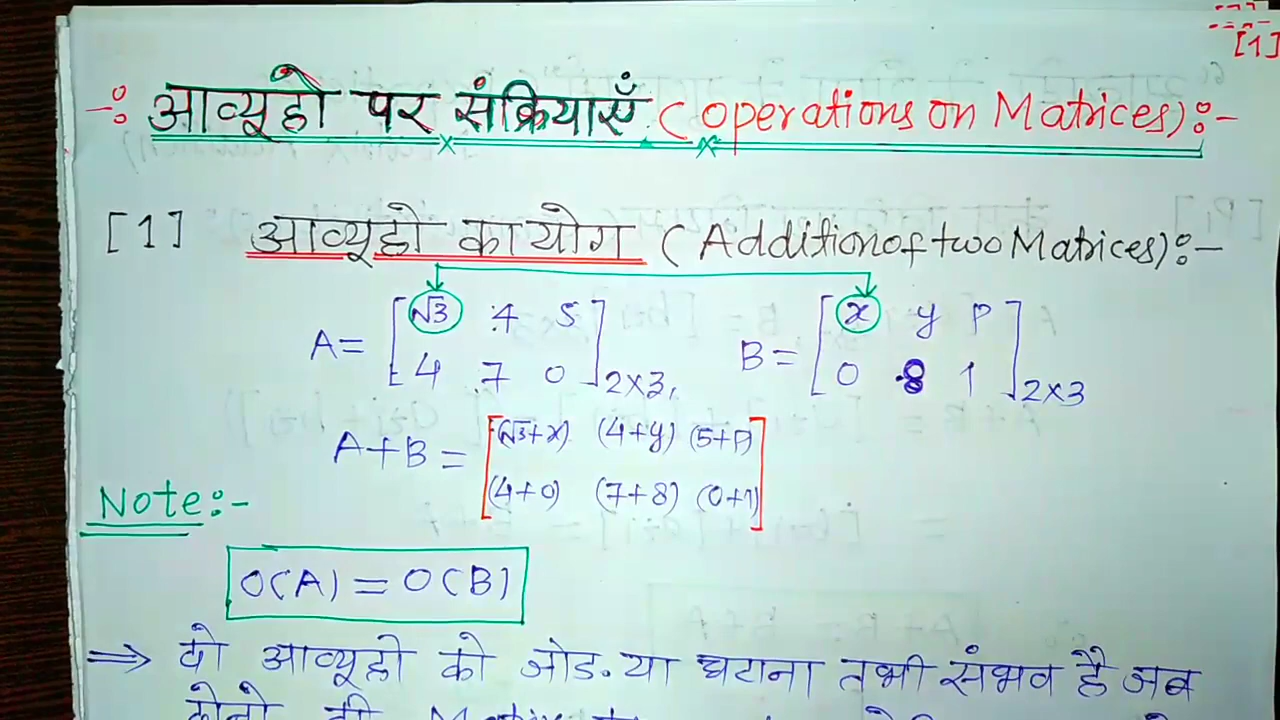 [1]
-: आव्यूहो पर संक्रियाएँ (Operations on Matrices):-
[1] आव्यूहो का योग (Addition of two Matrices):-
A= [√3 4 5
4 7 0]2×3, B= [x y P
0 8 1]2×3
A+B = [(√3+x) (4+y) (5+P)
(4+0) (7+8) (0+1)]
Note:-
O(A) = O(B)
⇒ दो आव्यूहो को जोड. या घटाना तभी संभव है जब